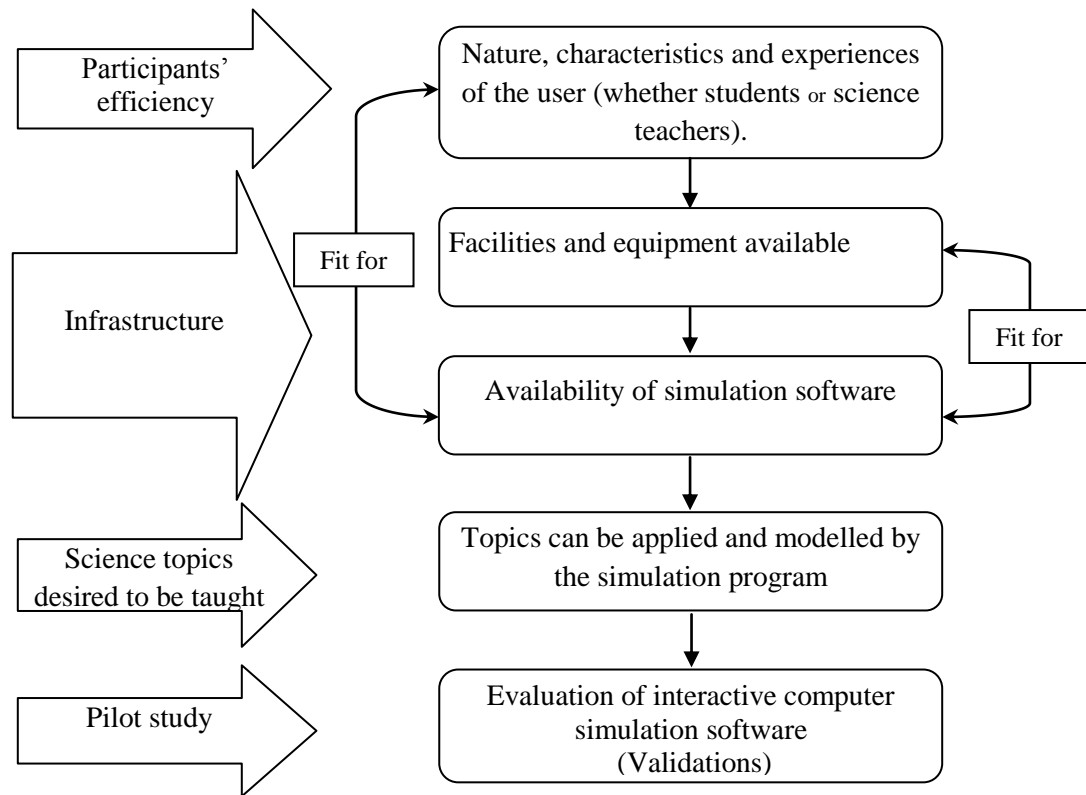 Participants’
efficiency
Nature, characteristics and experiences
of the user (whether students or science
teachers).
Fit for
Facilities and equipment available
Infrastructure
Fit for
Availability of simulation software
Science topics
desired to be taught
Topics can be applied and modelled by
the simulation program
Pilot study
Evaluation of interactive computer
simulation software
(Validations)